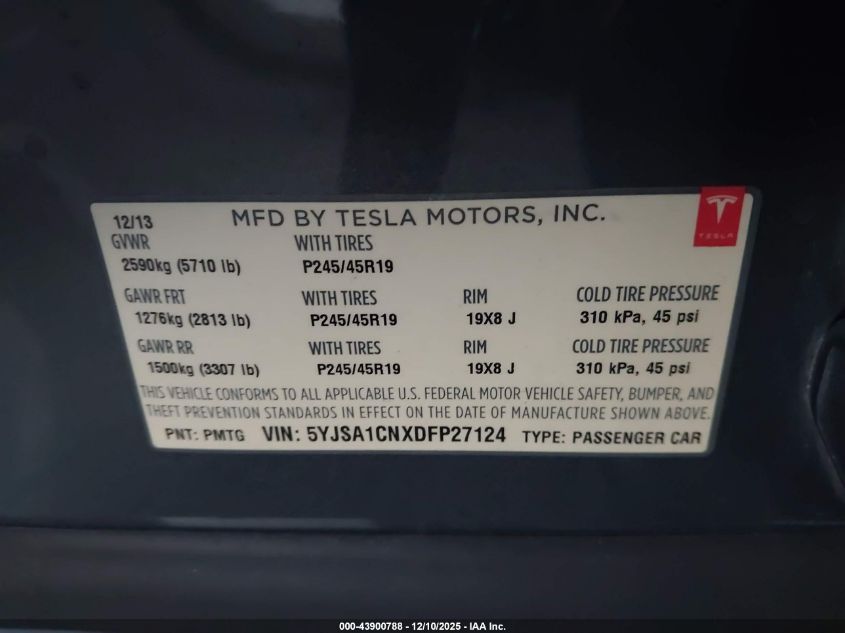 12/13 MFD BY TESLA MOTORS, INC.
TESLA
GVWR WITH TIRES
2590kg (5710 lb) P245/45R19
GAWR FRT WITH TIRES RIM COLD TIRE PRESSURE
1276kg (2813 lb) P245/45R19 19X8 J 310 kPa, 45 psi
GAWR RR WITH TIRES RIM COLD TIRE PRESSURE
1500kg (3307 lb) P245/45R19 19X8 J 310 kPa, 45 psi
THIS VEHICLE CONFORMS TO ALL APPLICABLE U.S. FEDERAL MOTOR VEHICLE SAFETY, BUMPER, AND
THEFT PREVENTION STANDARDS IN EFFECT ON THE DATE OF MANUFACTURE SHOWN ABOVE.
PNT: PMTG VIN: 5YJSA1CNXDFP27124 TYPE: PASSENGER CAR
000-43900788 - 12/10/2025 - IAA Inc.